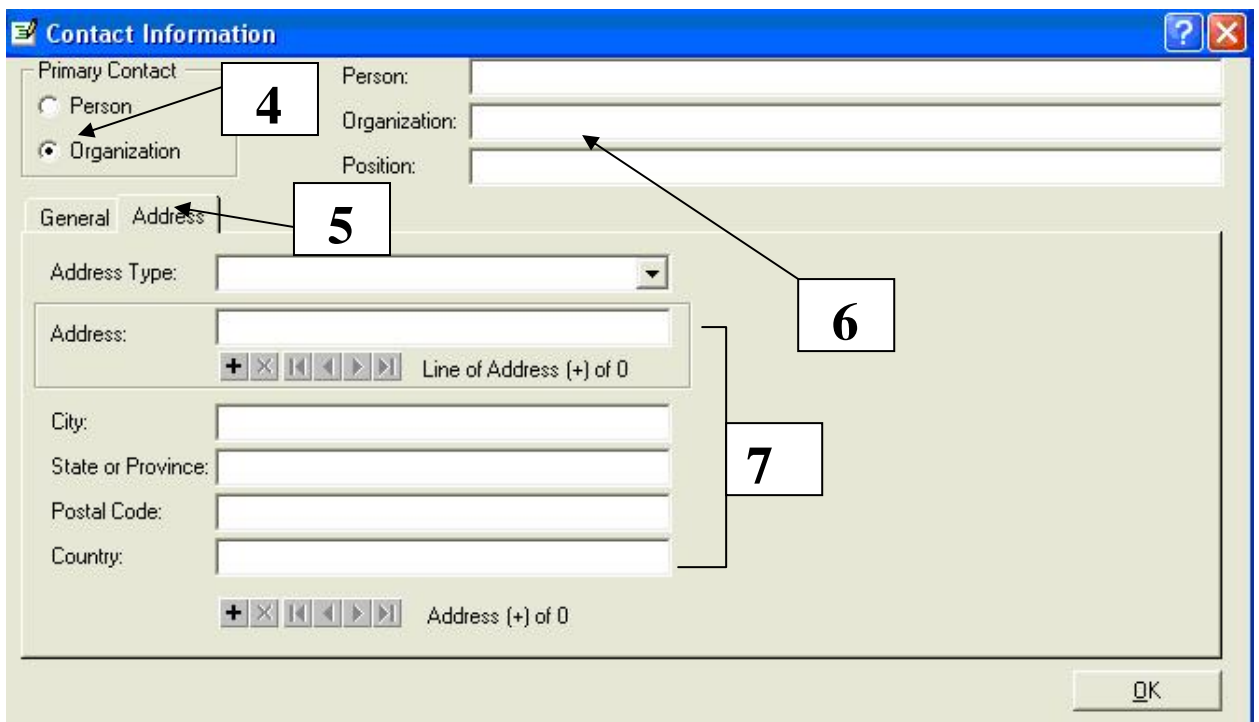 Contact Information
Primary Contact
Person
Organization
4
Person:
Organization:
Position:
6
General Address
5
Address Type:
Address:
Line of Address (+) of 0
City:
State or Province:
Postal Code:
Country:
7
Address (+) of 0
OK